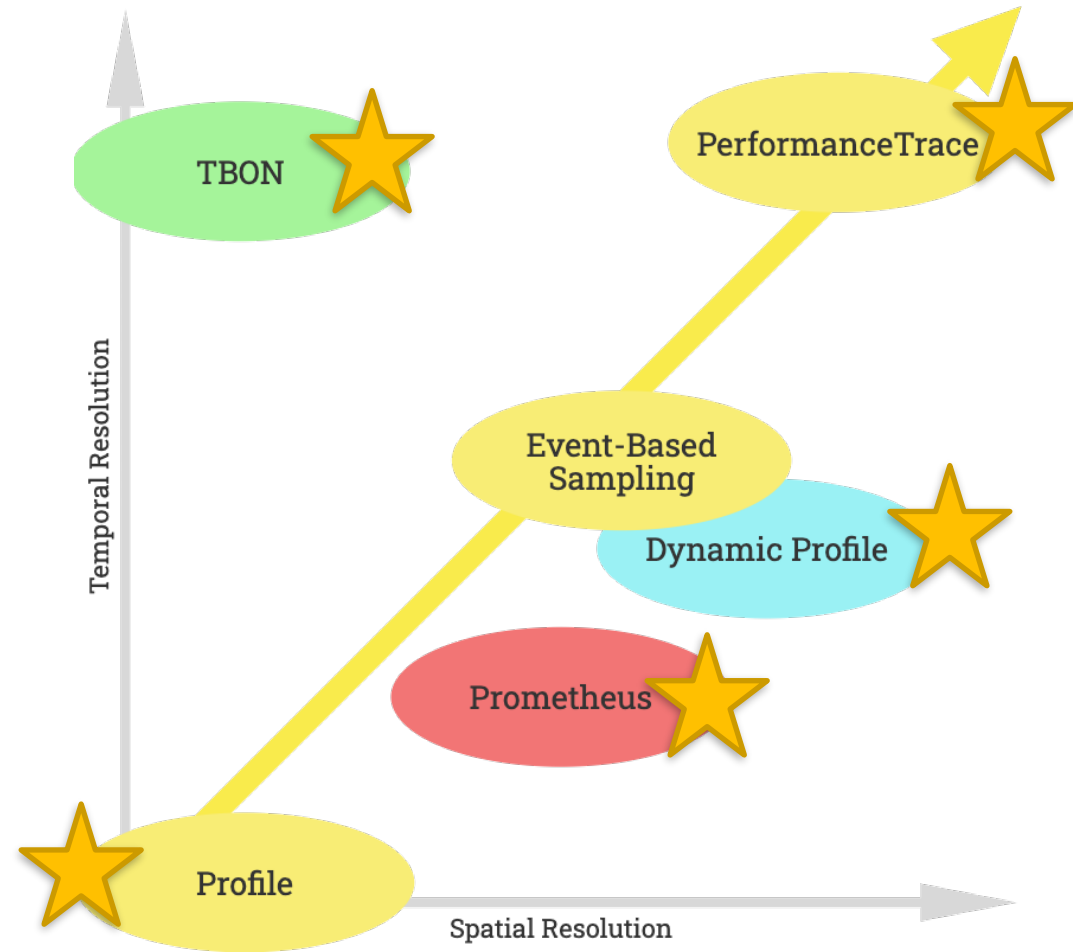 TBON
PerformanceTrace
Temporal Resolution
Event-Based
Sampling
Dynamic Profile
Prometheus
Profile
Spatial Resolution